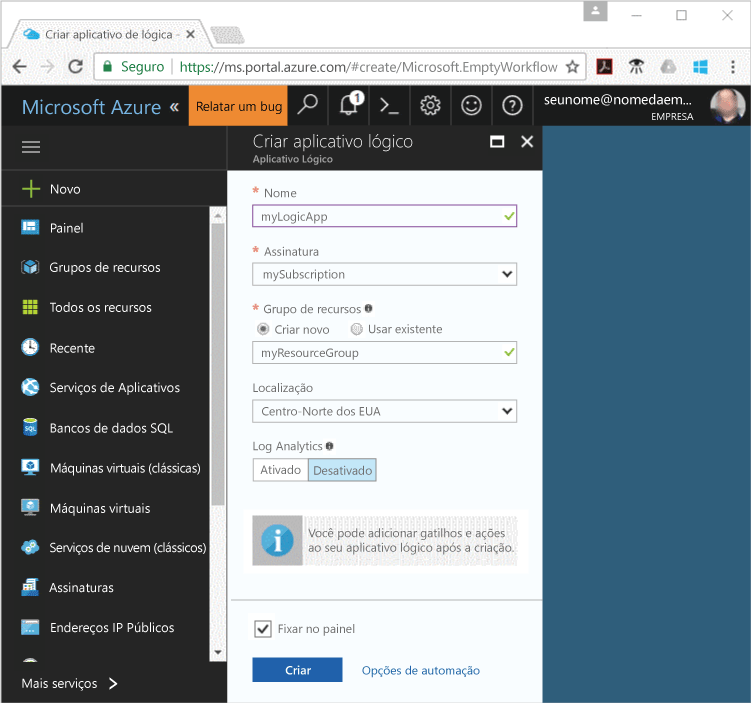 Criar aplicativo de lógica -
Seguro
https://ms.portal.azure.com/#create/Microsoft.EmptyWorkflow
Microsoft Azure «
Relatar um bug
1
seunome@nomedaem...
EMPRESA
Novo
Painel
Grupos de recursos
Todos os recursos
Recente
Serviços de Aplicativos
SQL
Bancos de dados SQL
Máquinas virtuais (clássicas)
Máquinas virtuais
Serviços de nuvem (clássicos)
Assinaturas
Endereços IP Públicos
Mais serviços
Criar aplicativo lógico
Aplicativo Lógico
* Nome
myLogicApp
* Assinatura
mySubscription
* Grupo de recursos
Criar novo
Usar existente
myResourceGroup
Localização
Centro-Norte dos EUA
Log Analytics
Ativado
Desativado
Você pode adicionar gatilhos e ações
ao seu aplicativo lógico após a criação.
Fixar no painel
Criar
Opções de automação